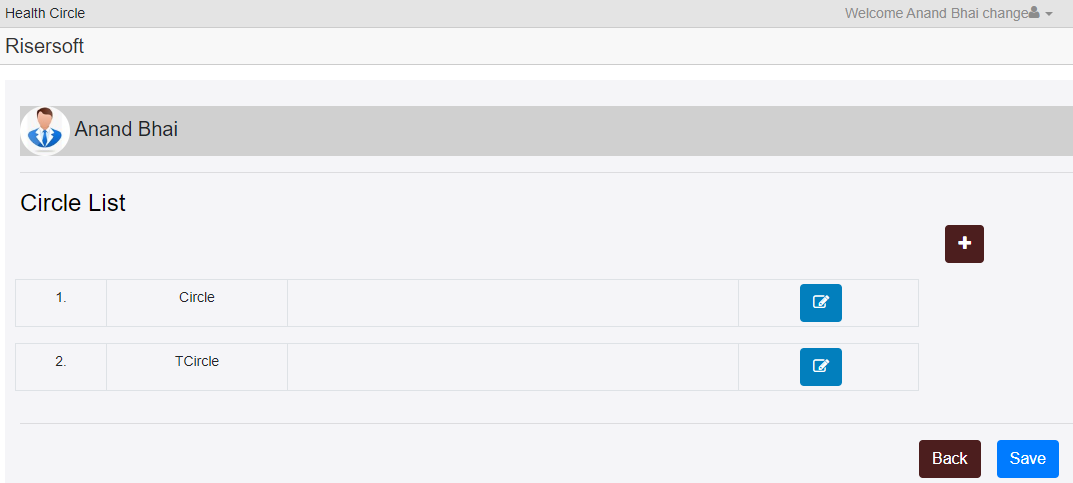 Health Circle Welcome Anand Bhai change
Risersoft
Anand Bhai
Circle List
1. Circle
2. TCircle
Back Save